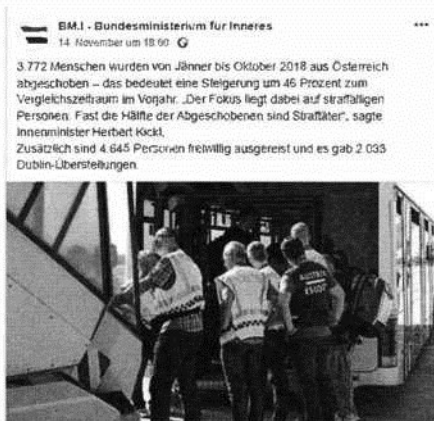 BM.I - Bundesministerium für Inneres
14. November um 18:60
3.772 Menschen wurden von Jänner bis Oktober 2018 aus Österreich
abgeschoben – das bedeutet eine Steigerung um 46 Prozent zum
Vergleichszeitraum im Vorjahr. „Der Fokus liegt dabei auf straffälligen
Personen. Fast die Hälfte der Abgeschobenen sind Straftäter", sagte
Innenminister Herbert Kickl.
Zusätzlich sind 4.645 Personen freiwillig ausgereist und es gab 2.033
Dublin-Überstellungen.
AUSTRIA
ESCORT